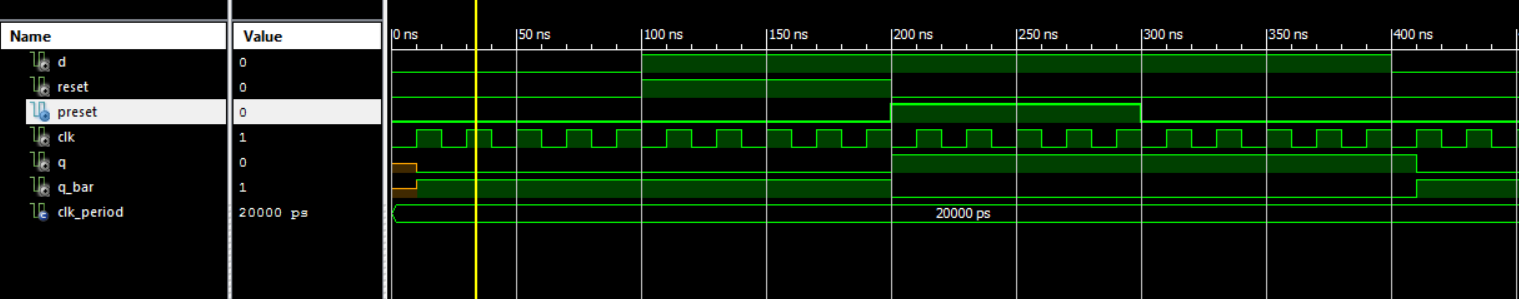 Name Value 0 ns 50 ns 100 ns 150 ns 200 ns 250 ns 300 ns 350 ns 400 ns
d 0
reset 0
preset 0
clk 1
q 0
q_bar 1
clk_period 20000 ps 20000 ps